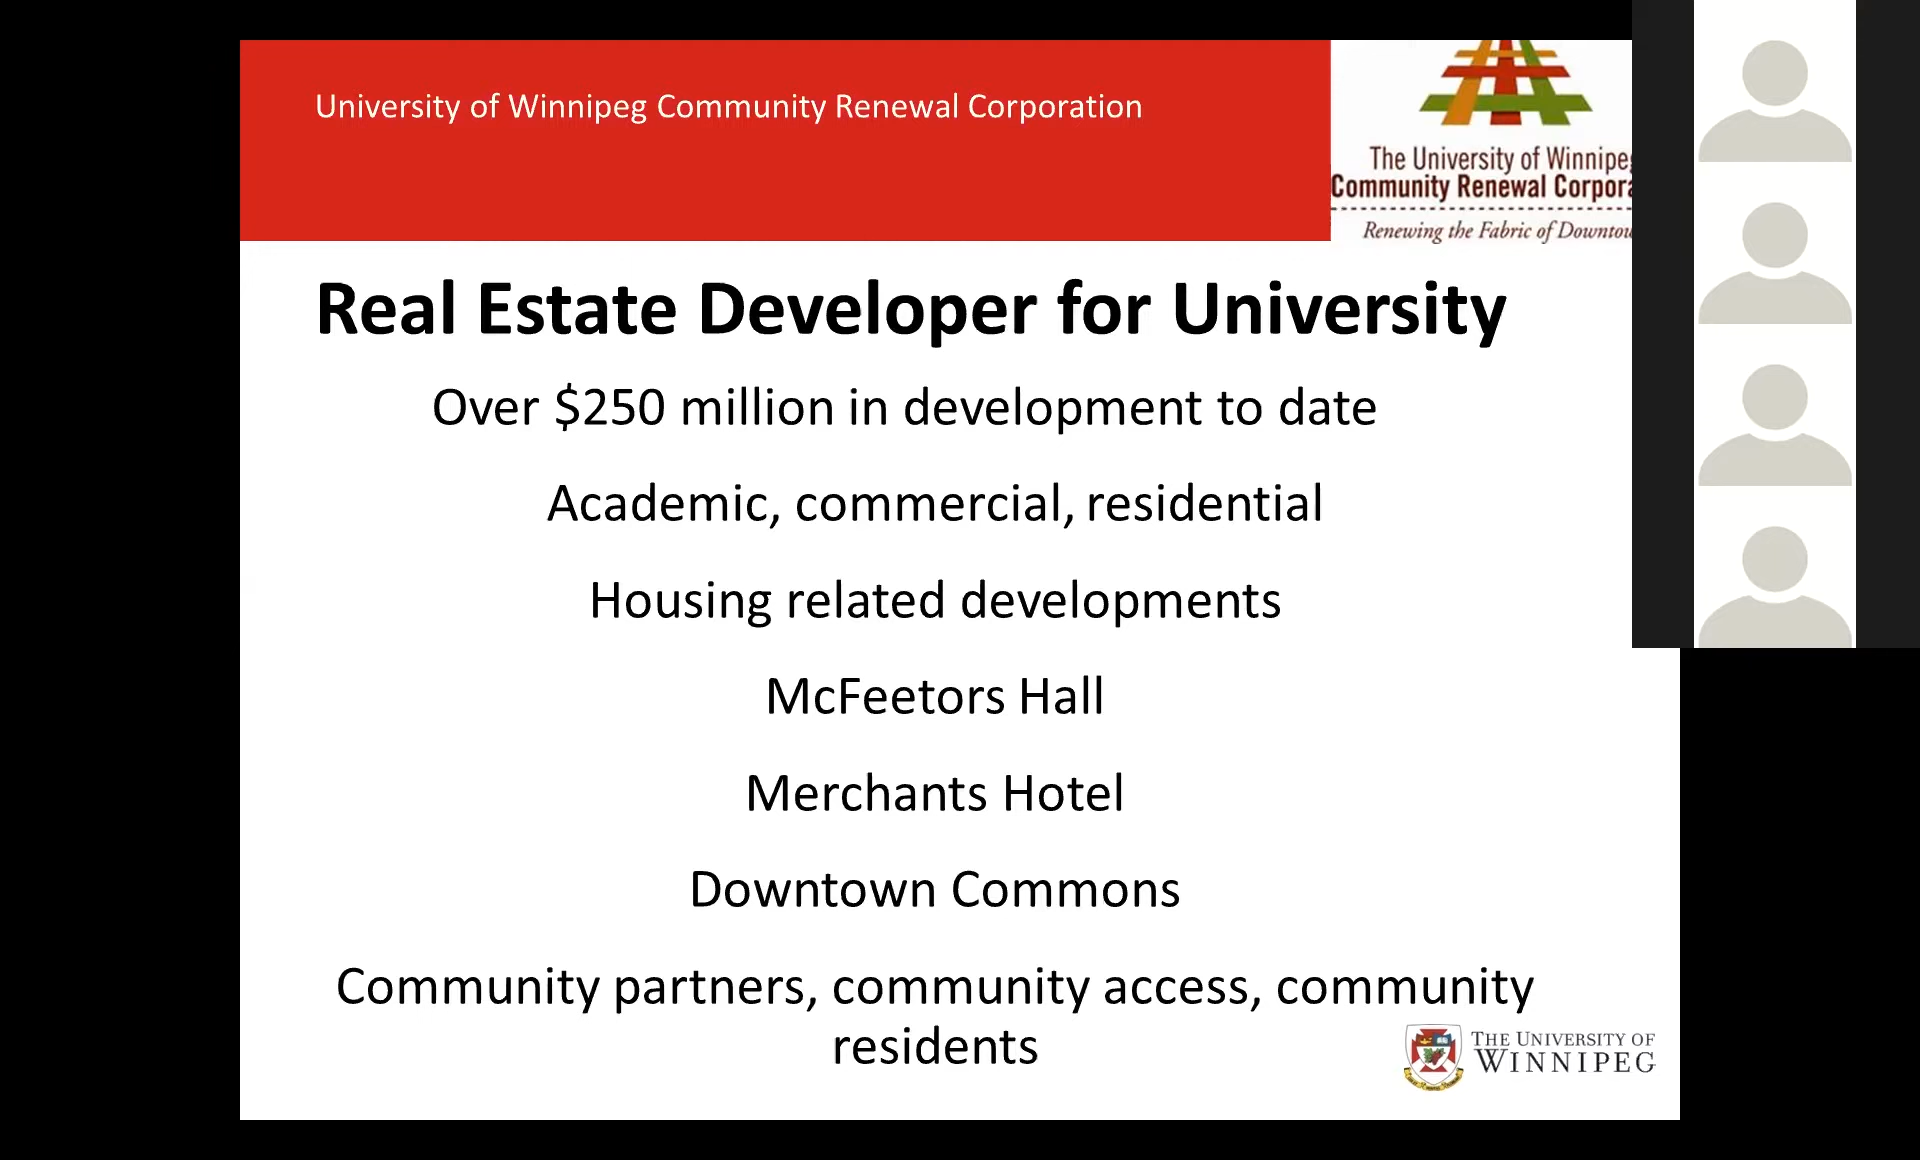 University of Winnipeg Community Renewal Corporation
The University of Winnipe
Community Renewal Corpora
Renewing the Fabric of Downtow
Real Estate Developer for University
Over $250 million in development to date
Academic, commercial, residential
Housing related developments
McFeetors Hall
Merchants Hotel
Downtown Commons
Community partners, community access, community
residents
THE UNIVERSITY OF
WINNIPEG